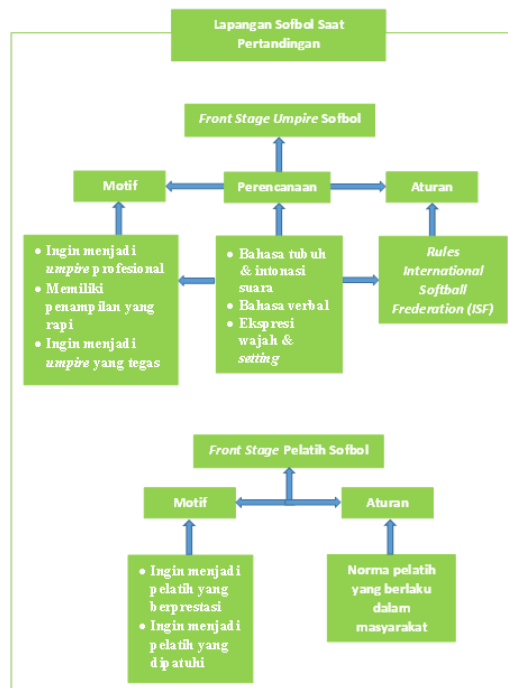 Lapangan Sofbol Saat
Pertandingan
Front Stage Umpire Sofbol
Motif
Perencanaan
Aturan
• Ingin menjadi
umpire profesional
• Memiliki
penampilan yang
rapi
• Ingin menjadi
umpire yang tegas
• Bahasa tubuh
& intonasi
suara
• Bahasa verbal
• Ekspresi
wajah &
setting
Rules
International
Softball
Frederation (ISF)
Front Stage Pelatih Sofbol
Motif
Aturan
• Ingin menjadi
pelatih yang
berprestasi
• Ingin menjadi
pelatih yang
dipatuhi
Norma pelatih
yang berlaku
dalam
masyarakat